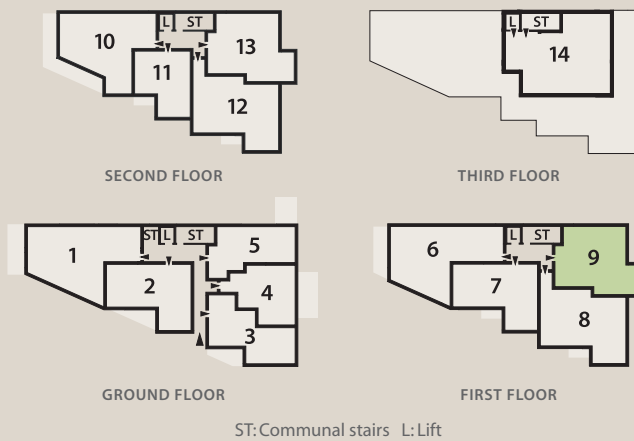 L ST
10
13
11
12
SECOND FLOOR
L ST
14
THIRD FLOOR
ST L ST
1
5
2
4
3
GROUND FLOOR
L ST
6
9
7
8
FIRST FLOOR
ST: Communal stairs L: Lift